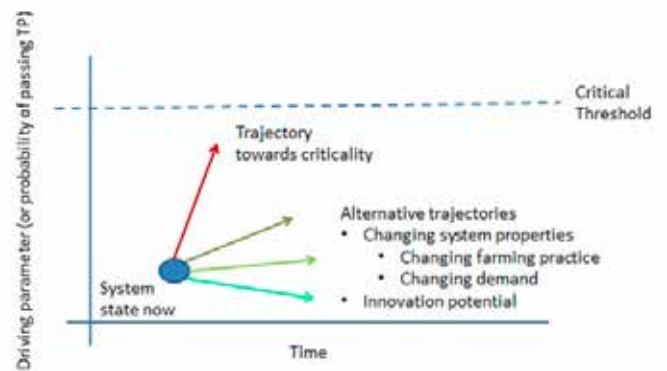 Driving parameter (or probability of passing TP)
Critical
Threshold
Trajectory
towards criticality
Alternative trajectories
• Changing system properties
• Changing farming practice
• Changing demand
• Innovation potential
System
state now
Time